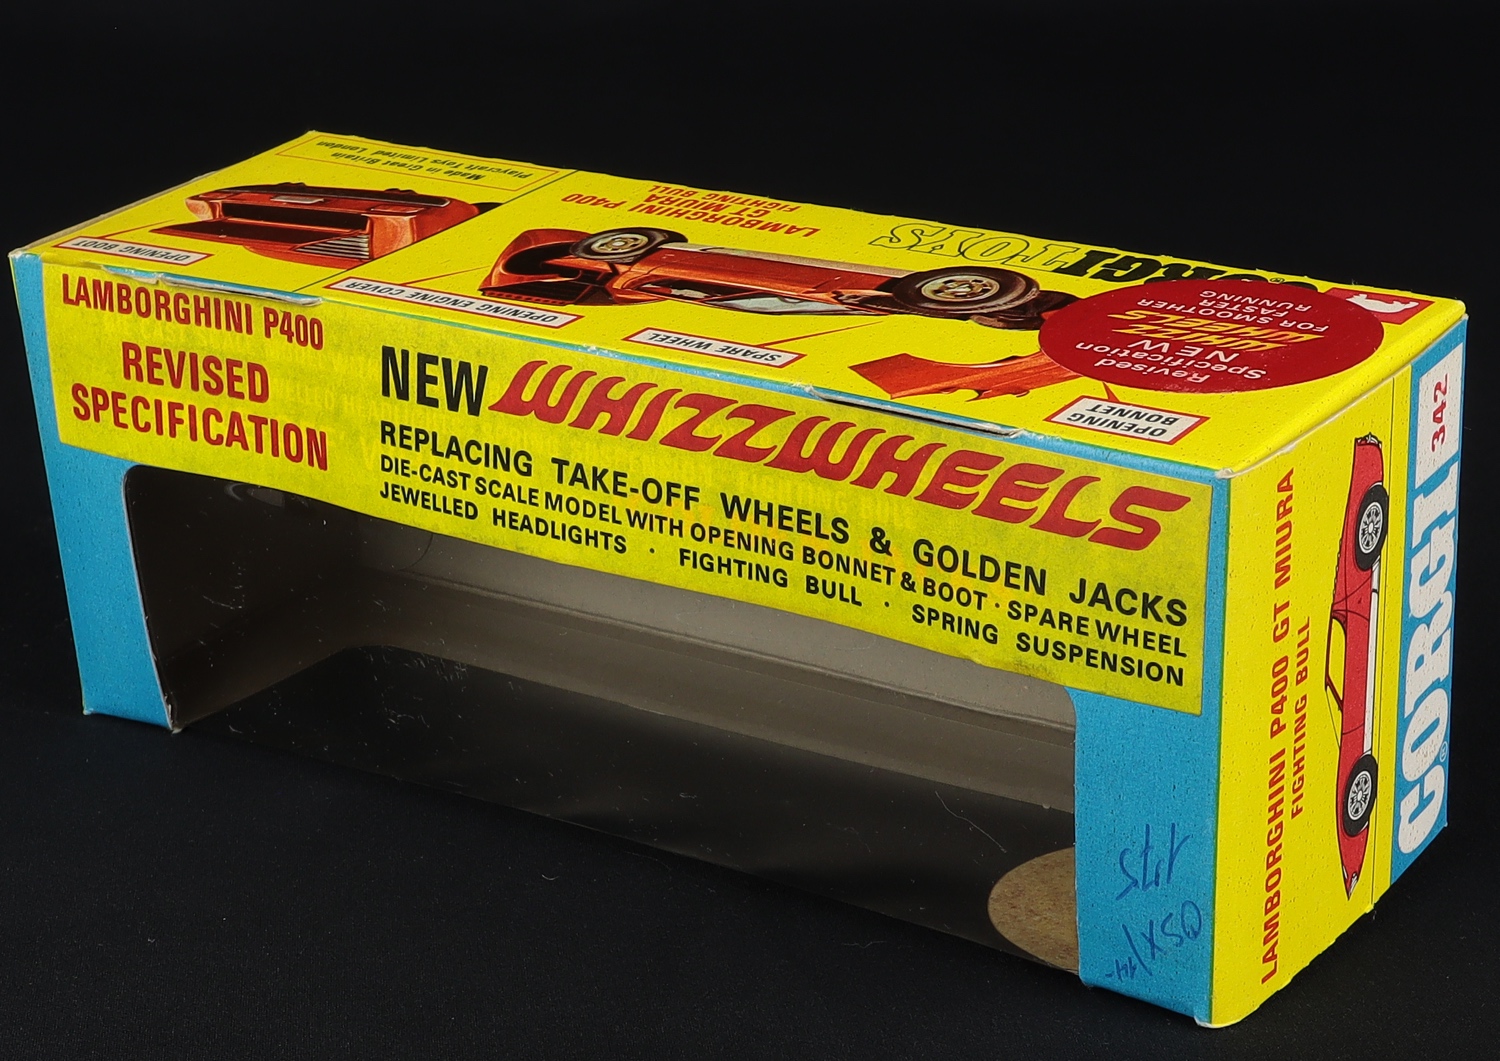 Made in Great Britain
Playcraft Toys Limited London
OPENING BOOT
LAMBORGHINI P400
GT MIURA
FIGHTING BULL
CORGI TOYS
OPENING ENGINE COVER
SPARE WHEEL
Revised
Specification
NEW
WHIZZ
WHEELS
FOR SMOOTHER
FASTER
RUNNING
OPENING
BONNET
LAMBORGHINI P400
REVISED
SPECIFICATION
NEW WHIZZWHEELS
REPLACING TAKE-OFF WHEELS & GOLDEN JACKS
DIE-CAST SCALE MODEL WITH OPENING BONNET & BOOT · SPARE WHEEL
JEWELLED HEADLIGHTS · FIGHTING BULL · SPRING SUSPENSION
LAMBORGHINI P400 GT MIURA
FIGHTING BULL
CORGI
342